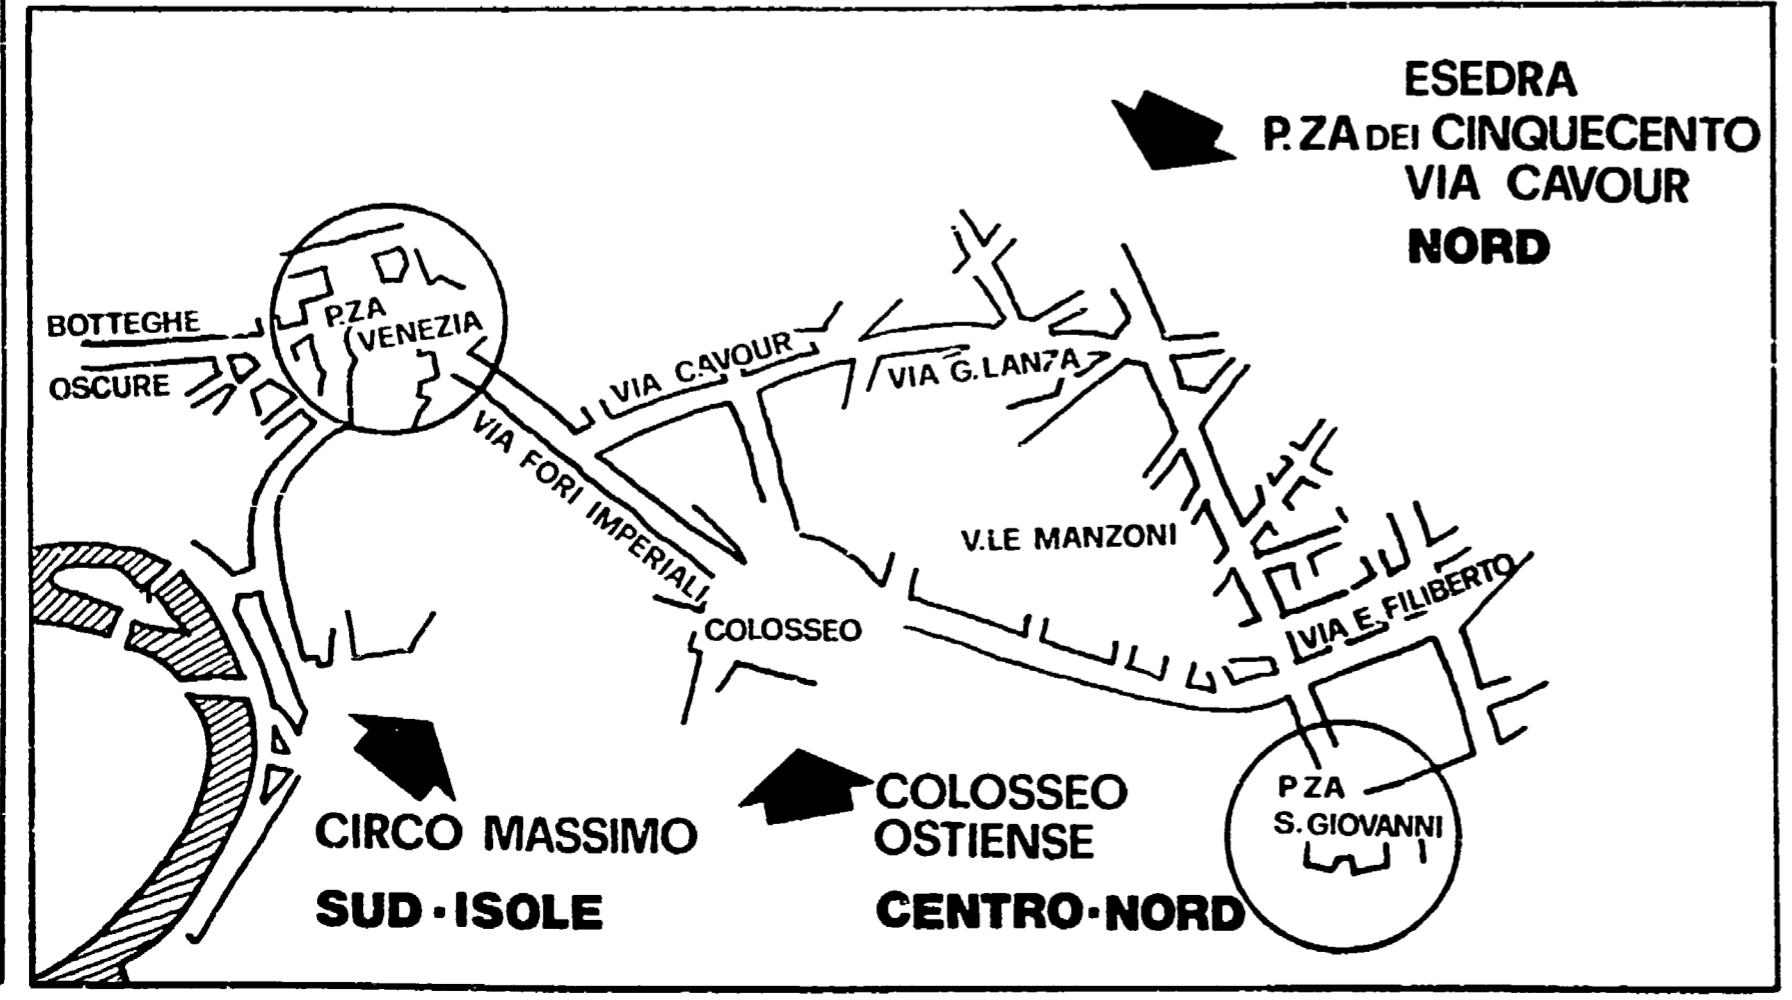 ESEDRA
P.ZA DEI CINQUECENTO
VIA CAVOUR
NORD
BOTTEGHE
OSCURE
P.ZA
VENEZIA
VIA CAVOUR
VIA G. LANZA
VIA FORI IMPERIALI
V.LE MANZONI
VIA E. FILIBERTO
COLOSSEO
P.ZA
S. GIOVANNI
CIRCO MASSIMO
SUD-ISOLE
COLOSSEO
OSTIENSE
CENTRO-NORD